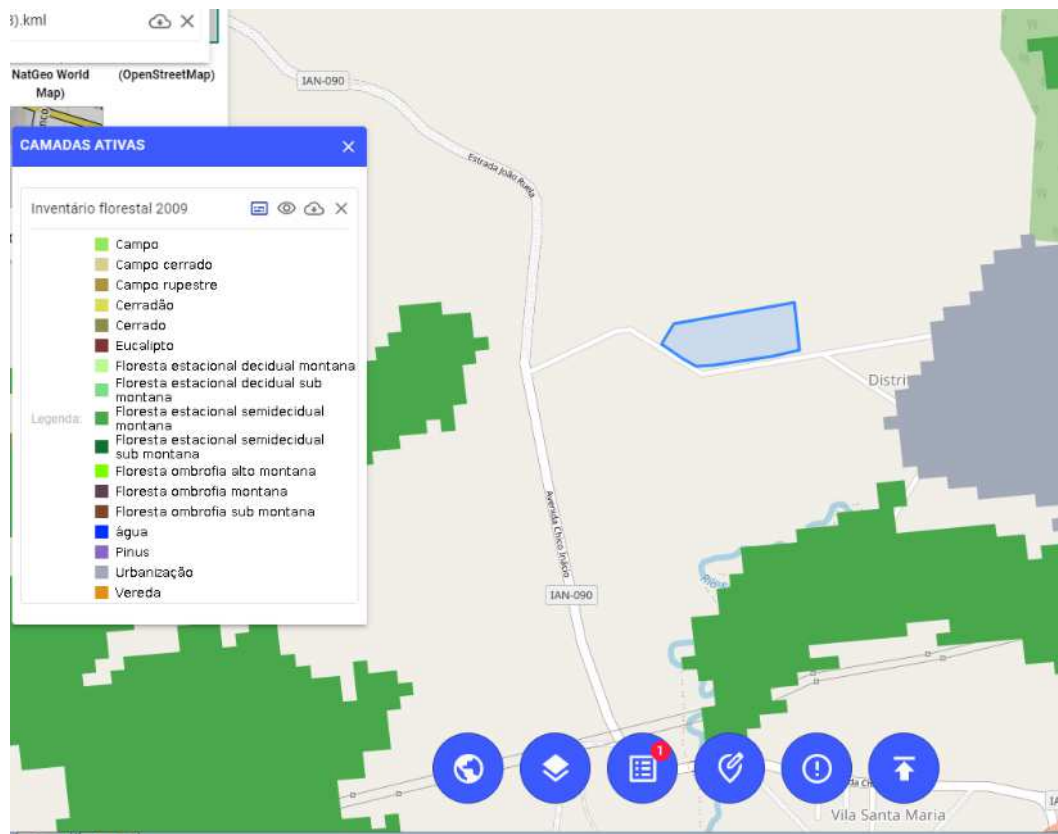 3).kml
NatGeo World
Map)
(OpenStreetMap)
CAMADAS ATIVAS
Inventário florestal 2009
Legenda:
Campo
Campo cerrado
Campo rupestre
Cerradão
Cerrado
Eucalipto
Floresta estacional decidual montana
Floresta estacional decidual sub
montana
Floresta estacional semidecidual
montana
Floresta estacional semidecidual
sub montana
Floresta ombrofia alto montana
Floresta ombrofia montana
Floresta ombrofia sub montana
água
Pinus
Urbanização
Vereda
IAN-090
Estrada João Ruela
Distri
Avenida Chico Inácio
IAN-090
1
Vila Santa Maria